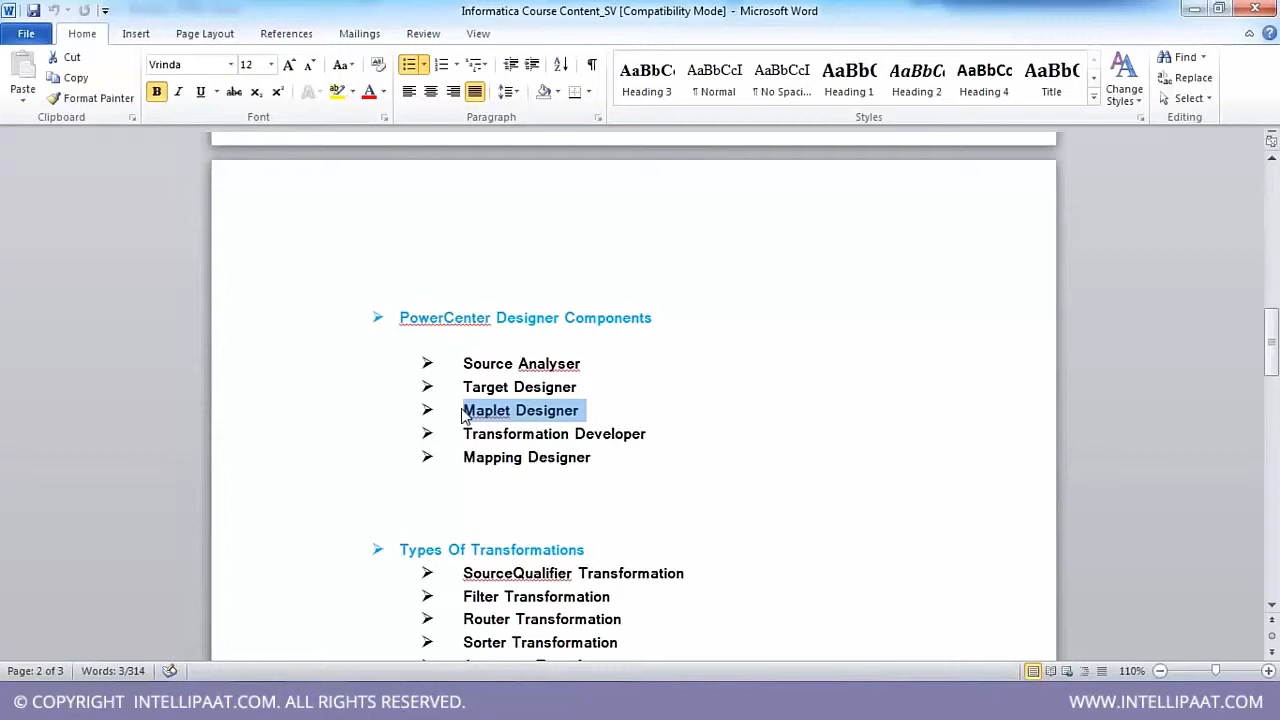 Informatica Course Content_SV [Compatibility Mode] - Microsoft Word
File Home Insert Page Layout References Mailings Review View
Cut
Copy
Format Painter
Paste
Clipboard
Vrinda 12
Font
Paragraph
AaBbC AaBbCcI AaBbCcI AaBbC AaBbCc AaBbCc AaBbC
Heading 3 ¶ Normal ¶ No Spaci... Heading 1 Heading 2 Heading 4 Title
Styles
Change Styles
Find
Replace
Select
Editing
PowerCenter Designer Components
Source Analyser
Target Designer
Maplet Designer
Transformation Developer
Mapping Designer
Types Of Transformations
SourceQualifier Transformation
Filter Transformation
Router Transformation
Sorter Transformation
Page: 2 of 3 Words: 3/314 110%
© COPYRIGHT INTELLIPAAT.COM. ALL RIGHTS RESERVED. WWW.INTELLIPAAT.COM